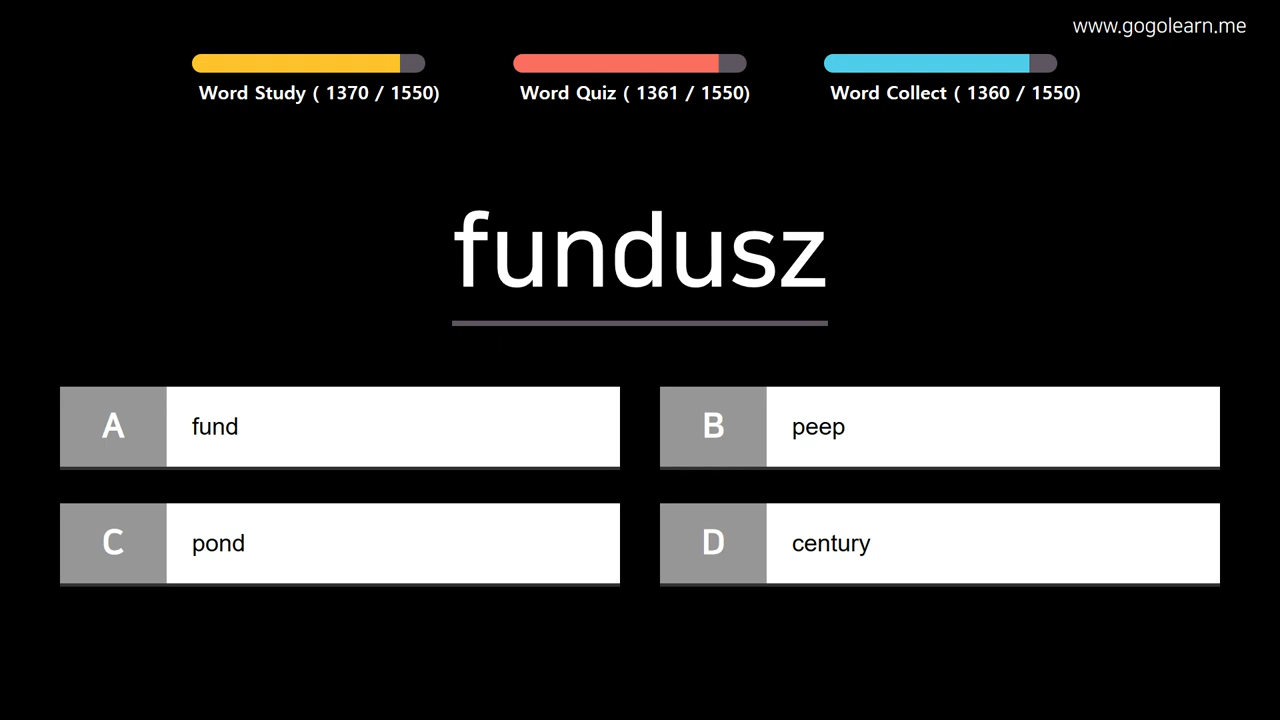 www.gogolearn.me
Word Study ( 1370 / 1550)
Word Quiz ( 1361 / 1550)
Word Collect ( 1360 / 1550)
fundusz
A fund
B peep
C pond
D century